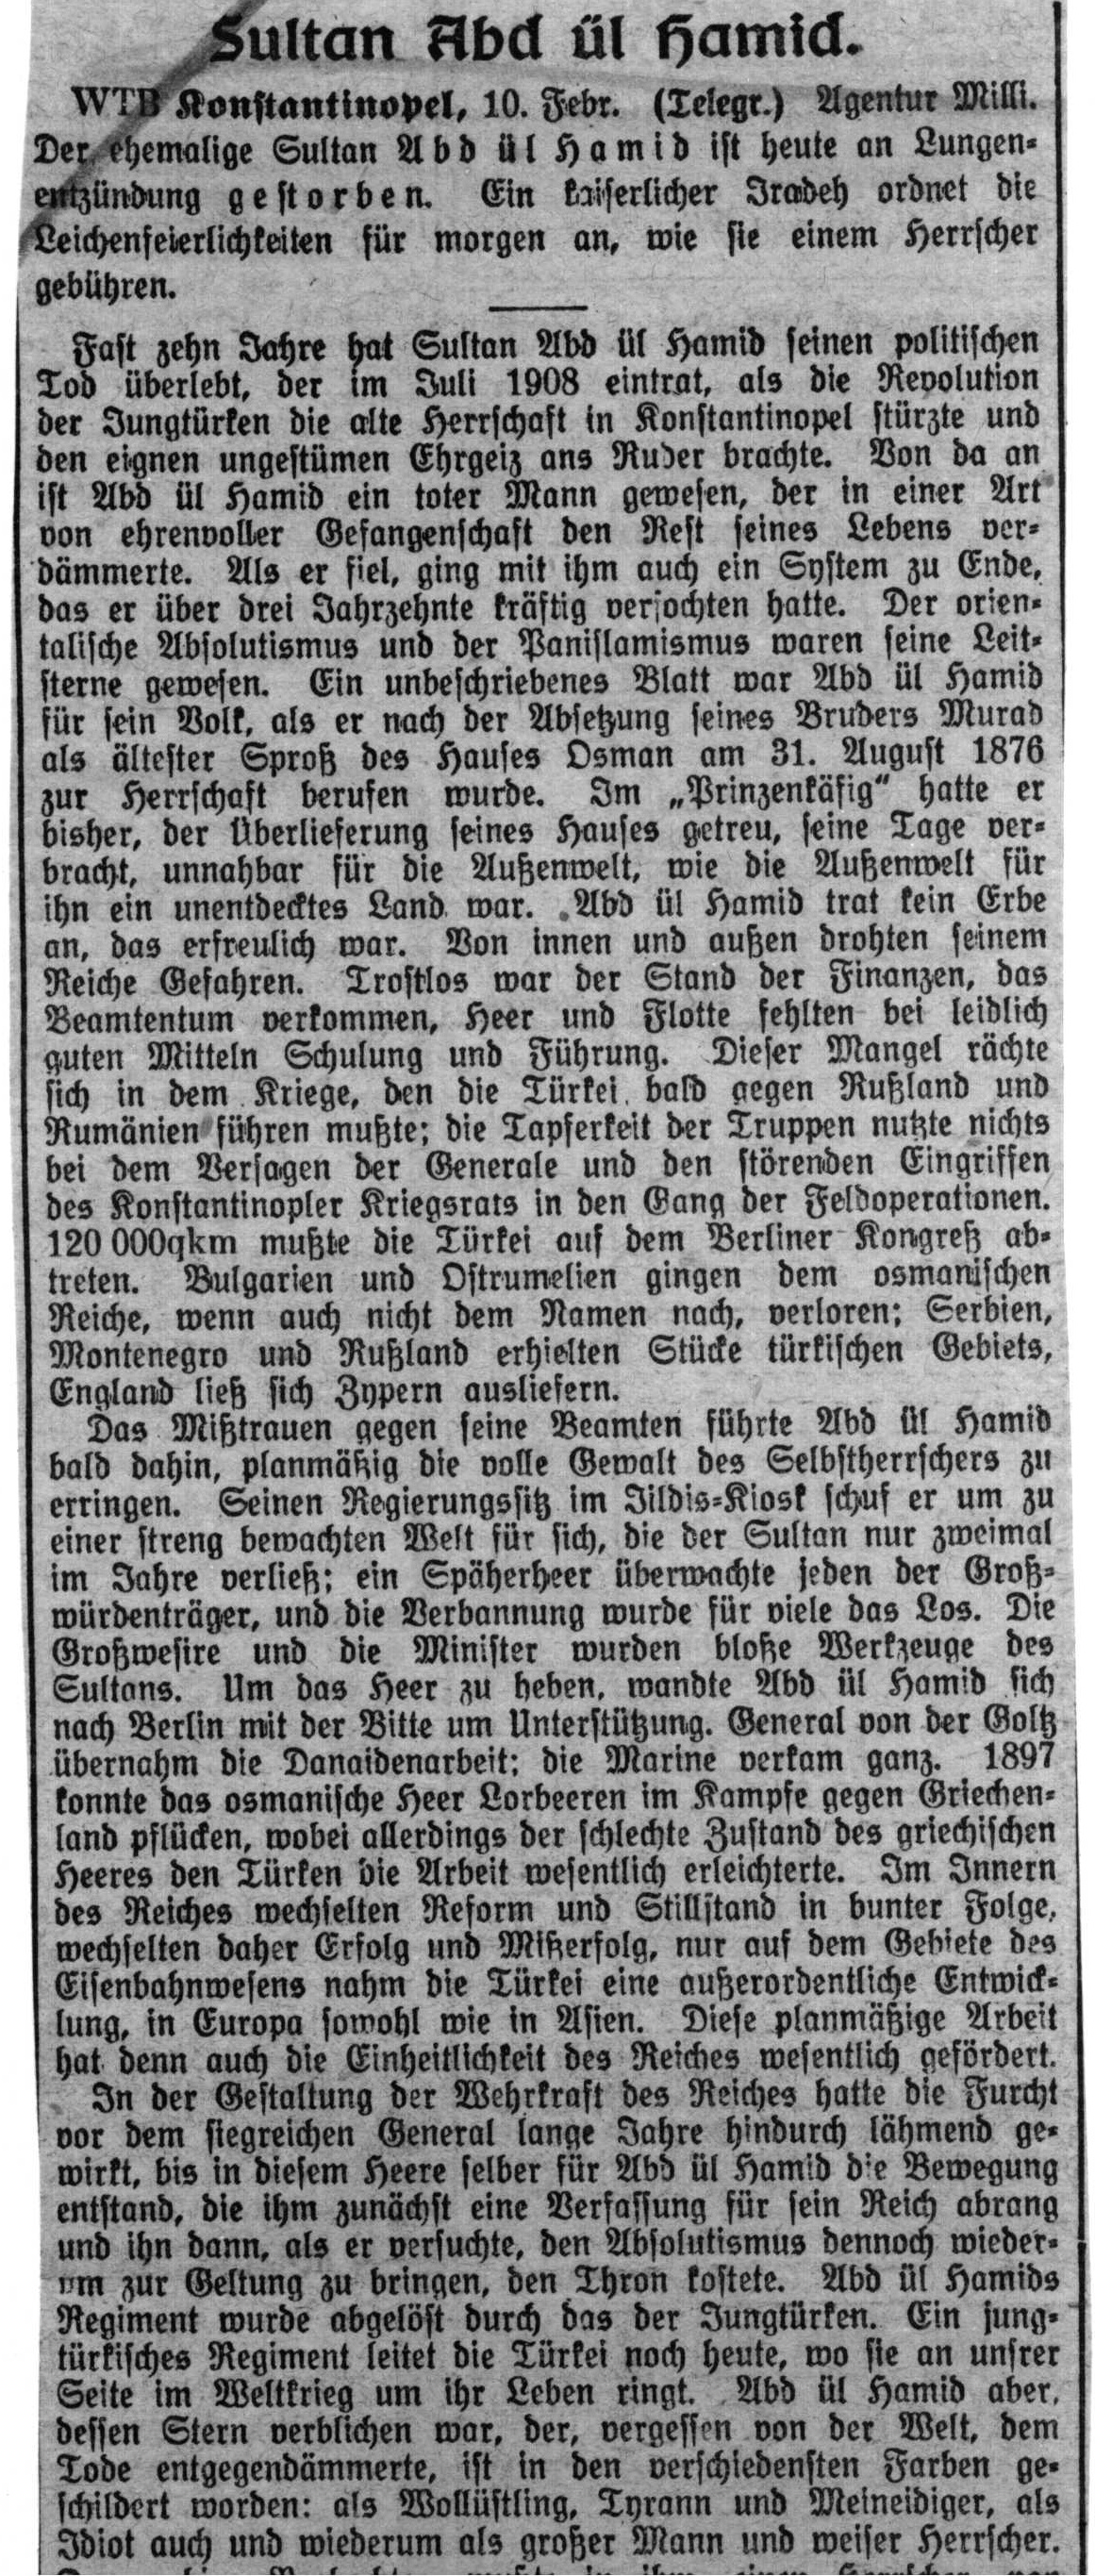 Sultan Abd ül Hamid.
WTB Konstantinopel, 10. Febr. (Telegr.) Agentur Milli.
Der ehemalige Sultan Abd ül Hamid ist heute an Lungen-
entzündung gestorben. Ein kaiserlicher Iradeh ordnet die
Leichenfeierlichkeiten für morgen an, wie sie einem Herrscher
gebühren.
Fast zehn Jahre hat Sultan Abd ül Hamid seinen politischen
Tod überlebt, der im Juli 1908 eintrat, als die Revolution
der Jungtürken die alte Herrschaft in Konstantinopel stürzte und
den eignen ungestümen Ehrgeiz ans Ruder brachte. Von da an
ist Abd ül Hamid ein toter Mann gewesen, der in einer Art
von ehrenvoller Gefangenschaft den Rest seines Lebens ver-
dämmerte. Als er fiel, ging mit ihm auch ein System zu Ende,
das er über drei Jahrzehnte kräftig verfochten hatte. Der orien-
talische Absolutismus und der Panislamismus waren seine Leit-
sterne gewesen. Ein unbeschriebenes Blatt war Abd ül Hamid
für sein Volk, als er nach der Absetzung seines Bruders Murad
als ältester Sproß des Hauses Osman am 31. August 1876
zur Herrschaft berufen wurde. Im „Prinzenkäfig“ hatte er
bisher, der Überlieferung seines Hauses getreu, seine Tage ver-
bracht, unnahbar für die Außenwelt, wie die Außenwelt für
ihn ein unentdecktes Land war. Abd ül Hamid trat kein Erbe
an, das erfreulich war. Von innen und außen drohten seinem
Reiche Gefahren. Trostlos war der Stand der Finanzen, das
Beamtentum verkommen, Heer und Flotte fehlten bei leidlich
guten Mitteln Schulung und Führung. Dieser Mangel rächte
sich in dem Kriege, den die Türkei bald gegen Rußland und
Rumänien führen mußte; die Tapferkeit der Truppen nutzte nichts
bei dem Versagen der Generale und den störenden Eingriffen
des Konstantinopler Kriegsrats in den Gang der Feldoperationen.
120 000 qkm mußte die Türkei auf dem Berliner Kongreß ab-
treten. Bulgarien und Ostrumelien gingen dem osmanischen
Reiche, wenn auch nicht dem Namen nach, verloren; Serbien,
Montenegro und Rußland erhielten Stücke türkischen Gebiets,
England ließ sich Zypern ausliefern.
Das Mißtrauen gegen seine Beamten führte Abd ül Hamid
bald dahin, planmäßig die volle Gewalt des Selbstherrschers zu
erringen. Seinen Regierungssitz im Jildis-Kiosk schuf er um zu
einer streng bewachten Welt für sich, die der Sultan nur zweimal
im Jahre verließ; ein Späherheer überwachte jeden der Groß-
würdenträger, und die Verbannung wurde für viele das Los. Die
Großwesire und die Minister wurden bloße Werkzeuge des
Sultans. Um das Heer zu heben, wandte Abd ül Hamid sich
nach Berlin mit der Bitte um Unterstützung. General von der Goltz
übernahm die Danaidenarbeit; die Marine verkam ganz. 1897
konnte das osmanische Heer Lorbeeren im Kampfe gegen Griechen-
land pflücken, wobei allerdings der schlechte Zustand des griechischen
Heeres den Türken die Arbeit wesentlich erleichterte. Im Innern
des Reiches wechselten Reform und Stillstand in bunter Folge,
wechselten daher Erfolg und Mißerfolg, nur auf dem Gebiete des
Eisenbahnwesens nahm die Türkei eine außerordentliche Entwick-
lung, in Europa sowohl wie in Asien. Diese planmäßige Arbeit
hat denn auch die Einheitlichkeit des Reiches wesentlich gefördert.
In der Gestaltung der Wehrkraft des Reiches hatte die Furcht
vor dem siegreichen General lange Jahre hindurch lähmend ge-
wirkt, bis in diesem Heere selber für Abd ül Hamid die Bewegung
entstand, die ihm zunächst eine Verfassung für sein Reich abrang
und ihn dann, als er versuchte, den Absolutismus dennoch wieder-
um zur Geltung zu bringen, den Thron kostete. Abd ül Hamids
Regiment wurde abgelöst durch das der Jungtürken. Ein jung-
türkisches Regiment leitet die Türkei noch heute, wo sie an unsrer
Seite im Weltkrieg um ihr Leben ringt. Abd ül Hamid aber,
dessen Stern verblichen war, der, vergessen von der Welt, dem
Tode entgegendämmerte, ist in den verschiedensten Farben ge-
schildert worden: als Wollüstling, Tyrann und Meineidiger, als
Idiot auch und wiederum als großer Mann und weiser Herrscher.